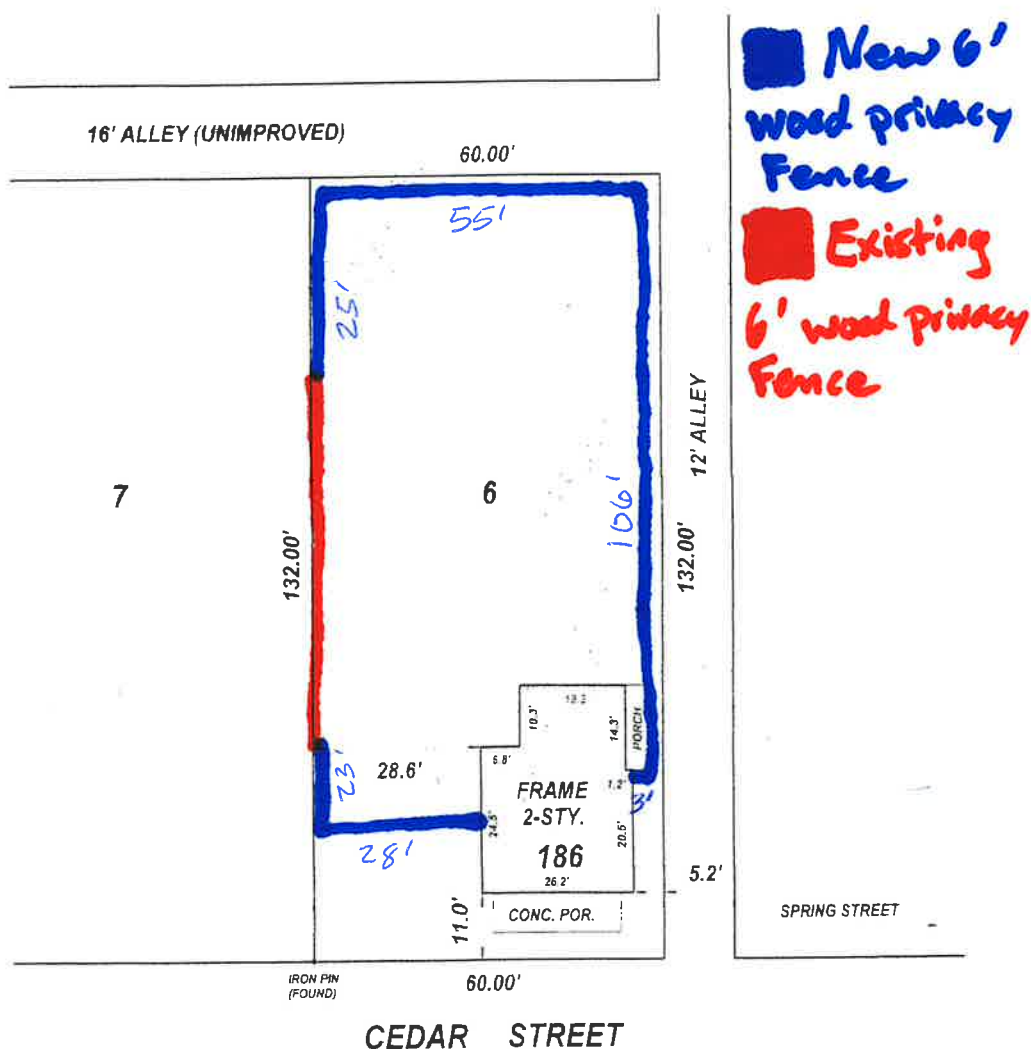 New 6'
wood privacy
Fence
Existing
6' wood privacy
Fence
16' ALLEY (UNIMPROVED)
60.00'
55'
25'
12' ALLEY
7
6
106'
132.00'
132.00'
10.3'
14.3'
PORCH
23'
28.6'
6.8'
1.2'
3'
FRAME
2-STY.
24.5'
20.5'
186
26.2'
28'
5.2'
11.0'
CONC. POR.
SPRING STREET
IRON PIN
(FOUND)
60.00'
CEDAR STREET